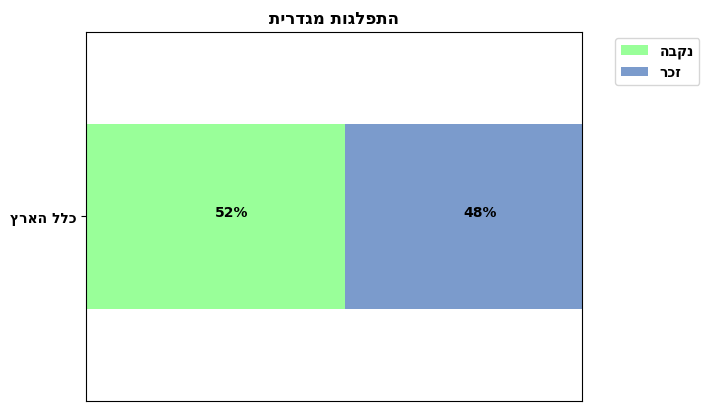 התפלגות מגדרית
נקבה
זכר
כלל הארץ
52%
48%